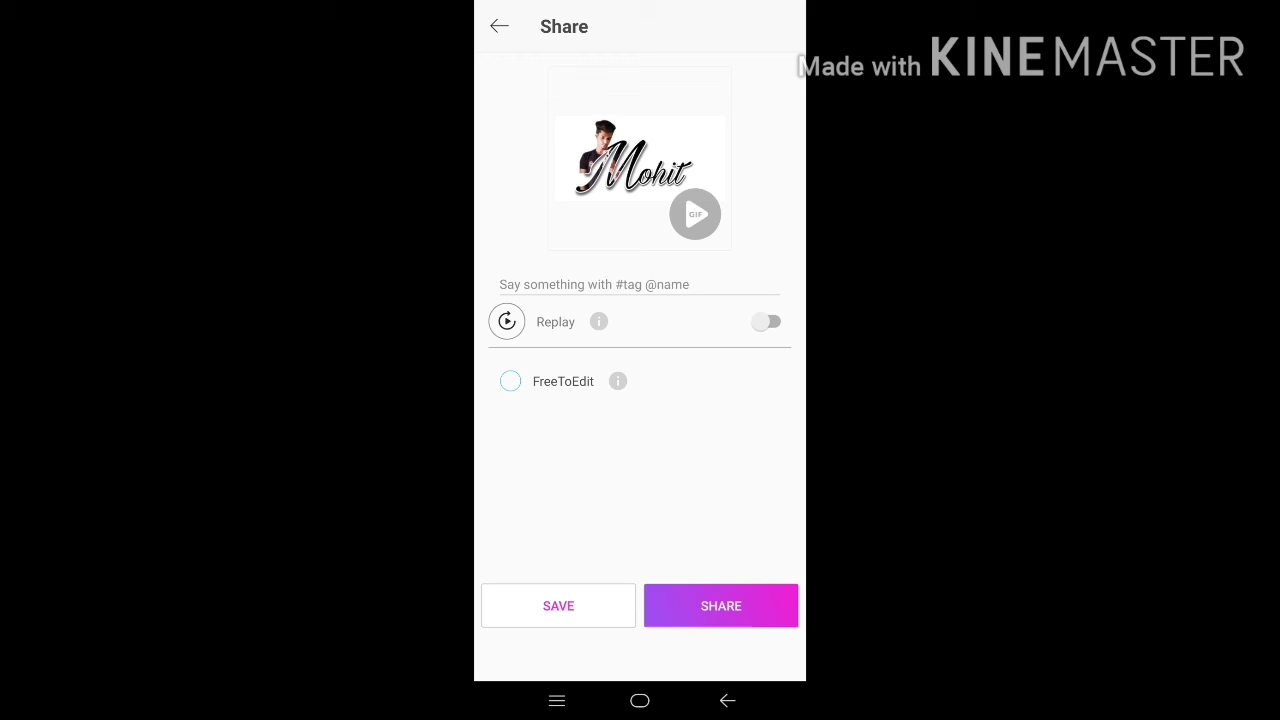 Share
Made with KINEMASTER
Mohit
GIF
Say something with #tag @name
Replay
FreeToEdit
SAVE
SHARE